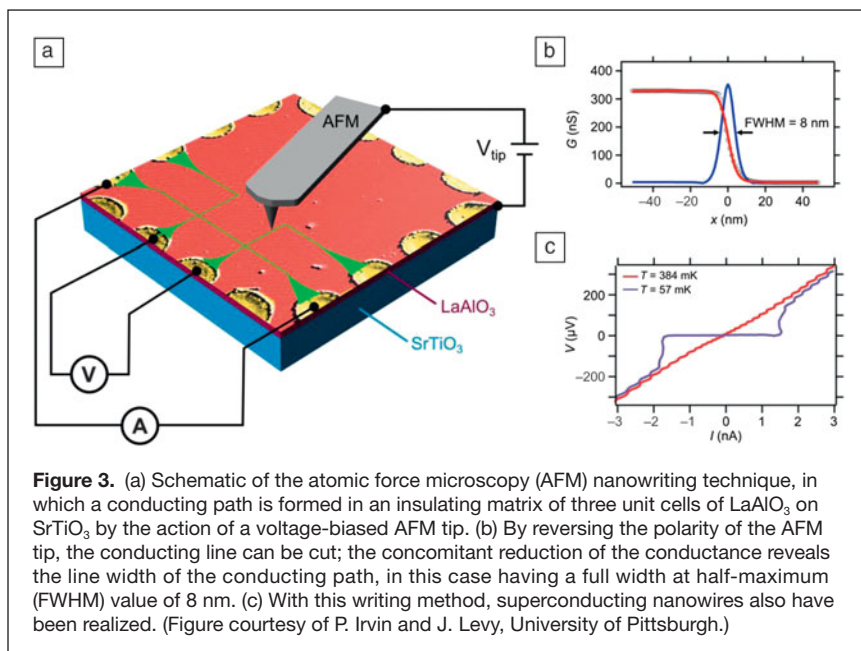 a
AFM
V_tip
LaAlO₃
SrTiO₃
V
A
b
400
300
200
100
0
G (nS)
FWHM = 8 nm
−40 −20 0 20 40
x (nm)
c
T = 384 mK
T = 57 mK
200
0
−200
V (µV)
−3 −2 −1 0 1 2 3
I (nA)
Figure 3. (a) Schematic of the atomic force microscopy (AFM) nanowriting technique, in
which a conducting path is formed in an insulating matrix of three unit cells of LaAlO₃ on
SrTiO₃ by the action of a voltage-biased AFM tip. (b) By reversing the polarity of the AFM
tip, the conducting line can be cut; the concomitant reduction of the conductance reveals
the line width of the conducting path, in this case having a full width at half-maximum
(FWHM) value of 8 nm. (c) With this writing method, superconducting nanowires also have
been realized. (Figure courtesy of P. Irvin and J. Levy, University of Pittsburgh.)